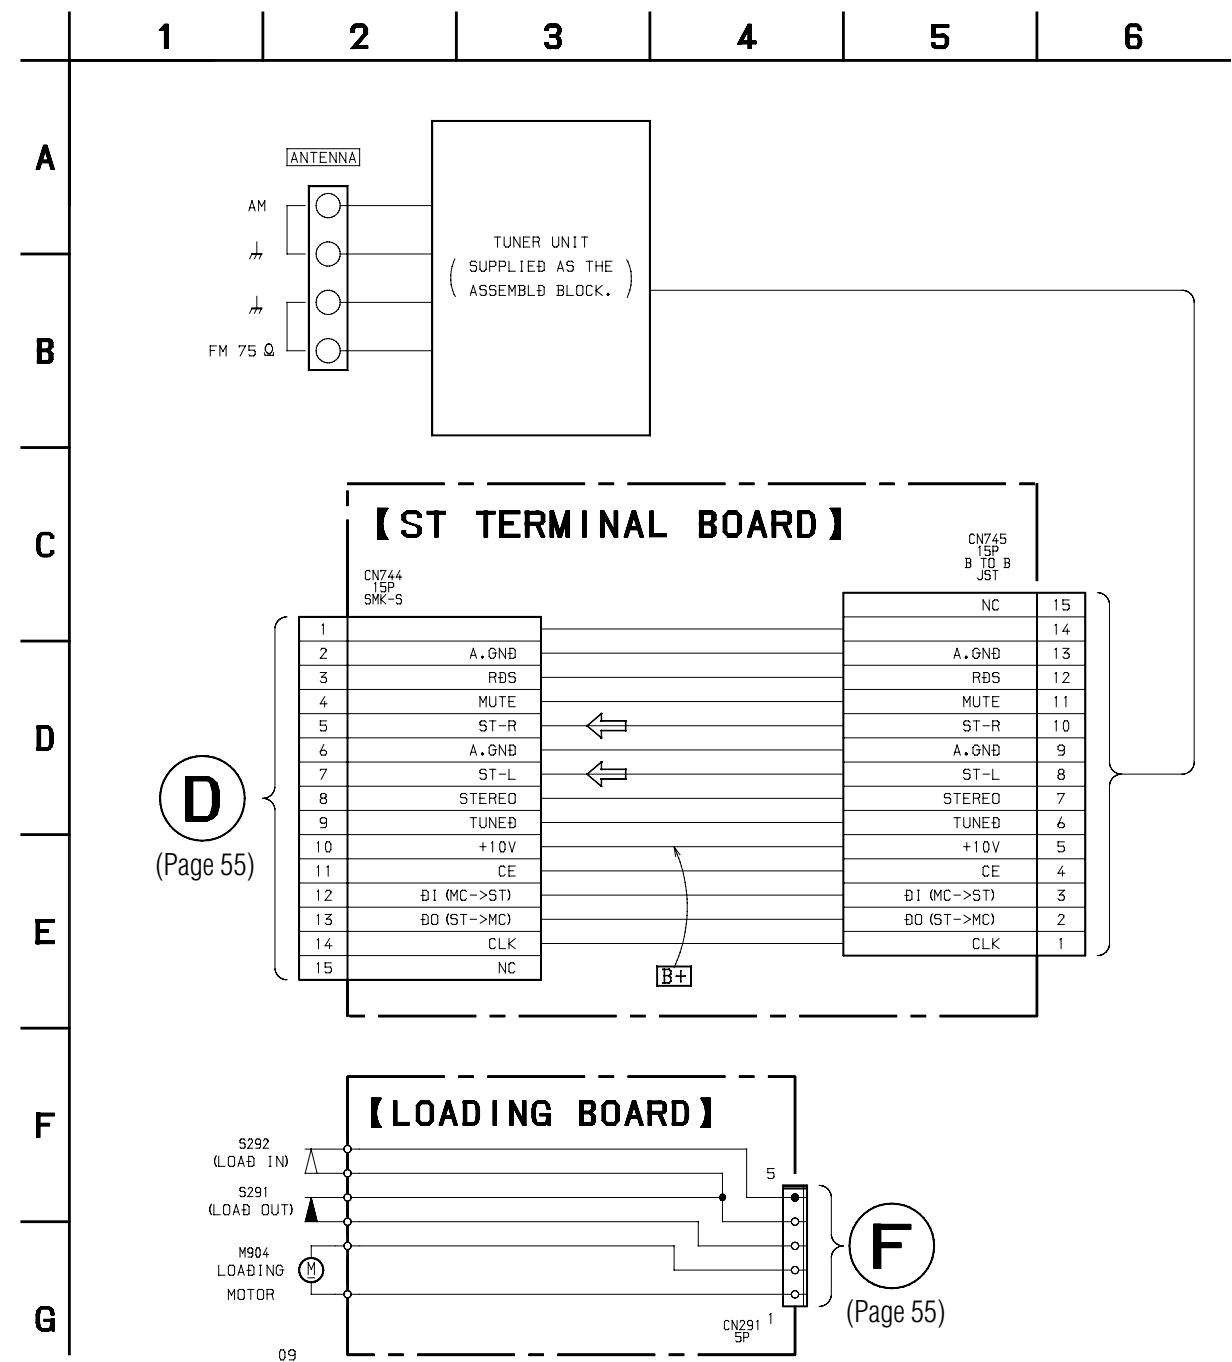 1 2 3 4 5 6
A
B
C
D
E
F
G
ANTENNA
AM
FM 75 Ω
TUNER UNIT
( SUPPLIED AS THE
ASSEMBLD BLOCK. )
【ST TERMINAL BOARD】
CN744
15P
SMK-S
CN745
15P
B TO B
JST
1
2 A.GND
3 RDS
4 MUTE
5 ST-R
6 A.GND
7 ST-L
8 STEREO
9 TUNED
10 +10V
11 CE
12 DI (MC->ST)
13 DO (ST->MC)
14 CLK
15 NC
NC 15
14
A.GND 13
RDS 12
MUTE 11
ST-R 10
A.GND 9
ST-L 8
STEREO 7
TUNED 6
+10V 5
CE 4
DI (MC->ST) 3
DO (ST->MC) 2
CLK 1
B+
D
(Page 55)
【LOADING BOARD】
S292
(LOAD IN)
S291
(LOAD OUT)
M904
LOADING
MOTOR
M
5
1
CN291
5P
F
(Page 55)
09